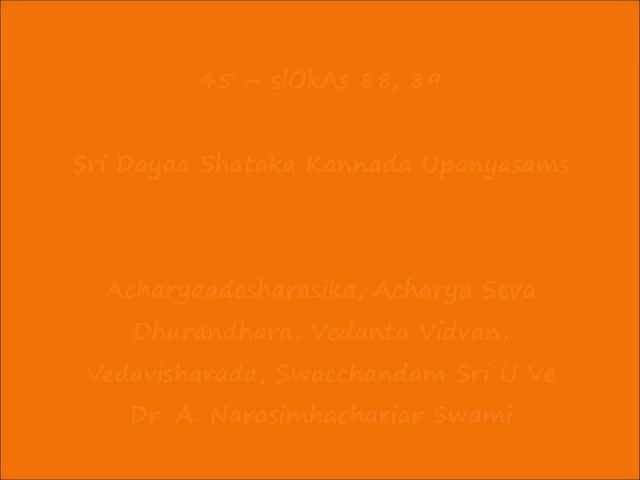 45 – slOkAs 88, 89
Sri Dayaa Shataka Kannada Upanyasams
Acharyaadesharasika, Acharya Seva
Dhurandhara, Vedanta Vidvan,
Vedavisharada, Swacchandam Sri U Ve
Dr. A. Narasimhachariar Swami